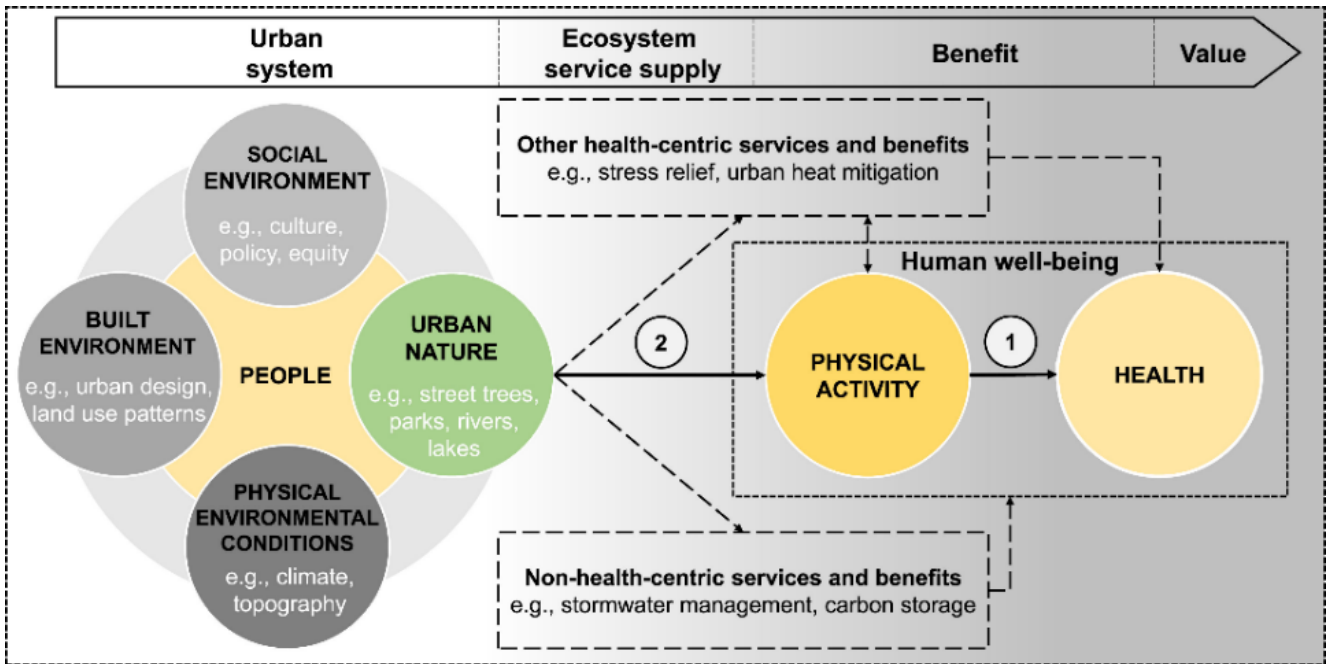 Urban
system
Ecosystem
service supply
Benefit
Value
SOCIAL
ENVIRONMENT
e.g., culture,
policy, equity
BUILT
ENVIRONMENT
e.g., urban design,
land use patterns
PEOPLE
URBAN
NATURE
e.g., street trees,
parks, rivers,
lakes
PHYSICAL
ENVIRONMENTAL
CONDITIONS
e.g., climate,
topography
Other health-centric services and benefits
e.g., stress relief, urban heat mitigation
Human well-being
2
PHYSICAL
ACTIVITY
1
HEALTH
Non-health-centric services and benefits
e.g., stormwater management, carbon storage